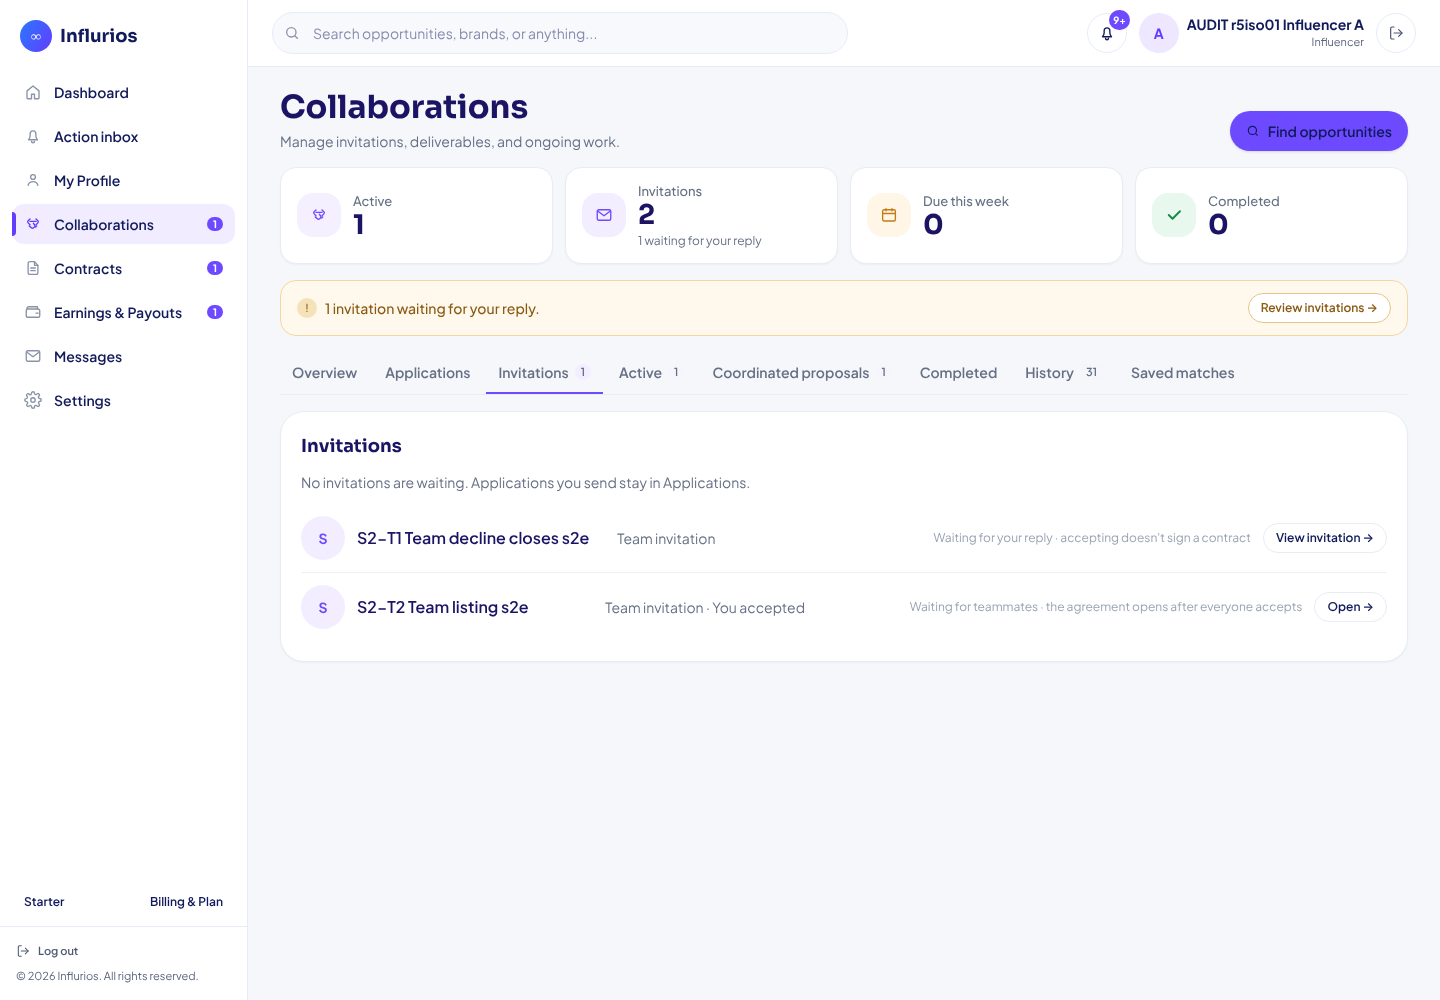 ∞ Influrios
Dashboard
Action inbox
My Profile
Collaborations 1
Contracts 1
Earnings & Payouts 1
Messages
Settings
Starter Billing & Plan
Log out
© 2026 Influrios. All rights reserved.
Search opportunities, brands, or anything...
9+
A
AUDIT r5iso01 Influencer A
Influencer
Collaborations
Manage invitations, deliverables, and ongoing work.
Find opportunities
Active
1
Invitations
2
1 waiting for your reply
Due this week
0
Completed
0
! 1 invitation waiting for your reply. Review invitations →
Overview Applications Invitations 1 Active 1 Coordinated proposals 1 Completed History 31 Saved matches
Invitations
No invitations are waiting. Applications you send stay in Applications.
S S2-T1 Team decline closes s2e Team invitation Waiting for your reply · accepting doesn't sign a contract View invitation →
S S2-T2 Team listing s2e Team invitation · You accepted Waiting for teammates · the agreement opens after everyone accepts Open →